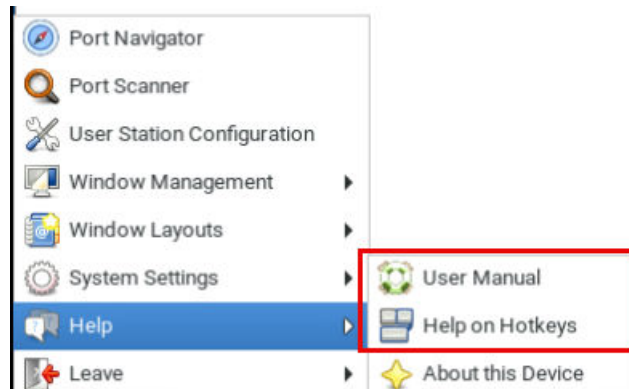 Port Navigator
Port Scanner
User Station Configuration
Window Management
Window Layouts
System Settings
Help
Leave
User Manual
Help on Hotkeys
About this Device